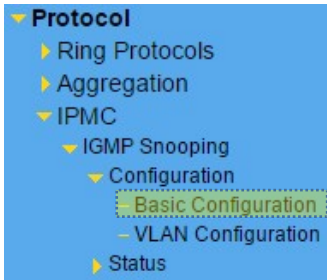 Protocol
Ring Protocols
Aggregation
IPMC
IGMP Snooping
Configuration
Basic Configuration
VLAN Configuration
Status